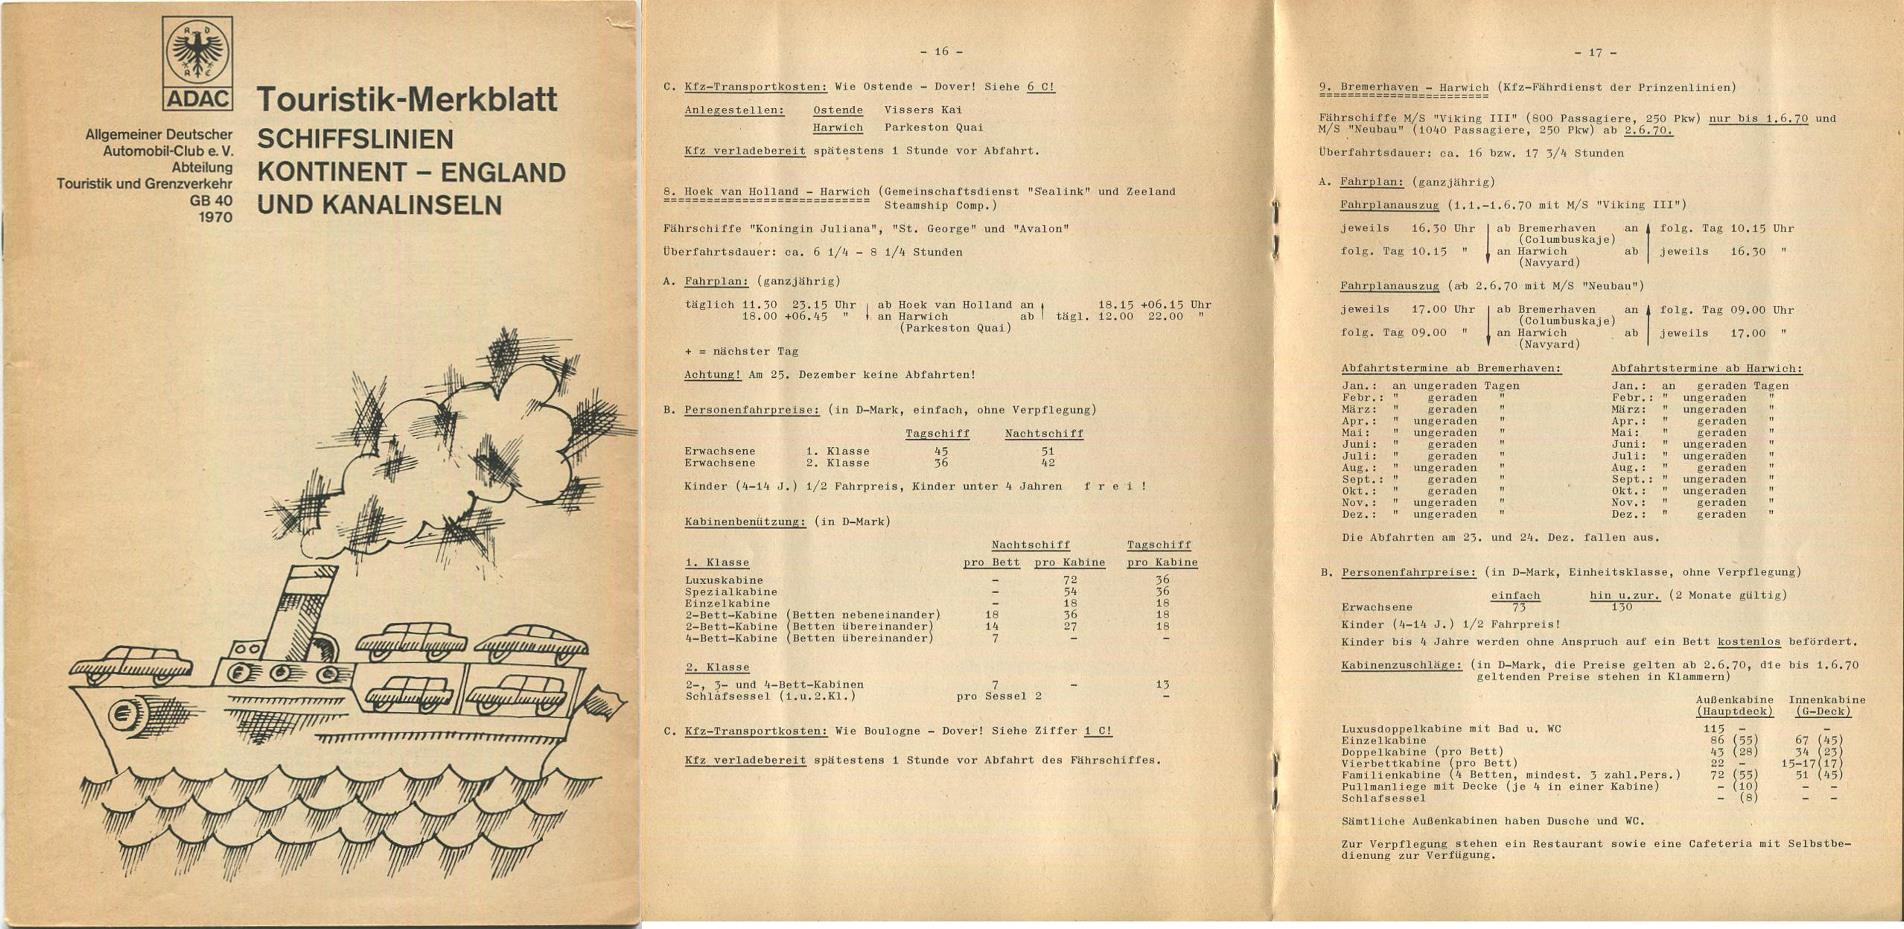 A D
A C
ADAC
Touristik-Merkblatt
SCHIFFSLINIEN
KONTINENT – ENGLAND
UND KANALINSELN
Allgemeiner Deutscher
Automobil-Club e. V.
Abteilung
Touristik und Grenzverkehr
GB 40
1970
- 16 -
C. Kfz-Transportkosten: Wie Ostende - Dover! Siehe 6 C!
Anlegestellen: Ostende Vissers Kai
Harwich Parkeston Quai
Kfz verladebereit spätestens 1 Stunde vor Abfahrt.
8. Hoek van Holland - Harwich (Gemeinschaftsdienst "Sealink" und Zeeland
Steamship Comp.)
Fährschiffe "Koningin Juliana", "St. George" und "Avalon"
Überfahrtsdauer: ca. 6 1/4 - 8 1/4 Stunden
A. Fahrplan: (ganzjährig)
täglich 11.30 23.15 Uhr ab Hoek van Holland an 18.15 +06.15 Uhr
18.00 +06.45 " an Harwich ab tägl. 12.00 22.00 "
(Parkeston Quai)
+ = nächster Tag
Achtung! Am 25. Dezember keine Abfahrten!
B. Personenfahrpreise: (in D-Mark, einfach, ohne Verpflegung)
Tagschiff Nachtschiff
Erwachsene 1. Klasse 45 51
Erwachsene 2. Klasse 36 42
Kinder (4-14 J.) 1/2 Fahrpreis, Kinder unter 4 Jahren f r e i !
Kabinenbenützung: (in D-Mark)
Nachtschiff Tagschiff
1. Klasse pro Bett pro Kabine pro Kabine
Luxuskabine - 72 36
Spezialkabine - 54 36
Einzelkabine - 18 18
2-Bett-Kabine (Betten nebeneinander) 18 36 18
2-Bett-Kabine (Betten übereinander) 14 27 18
4-Bett-Kabine (Betten übereinander) 7 - -
2. Klasse
2-, 3- und 4-Bett-Kabinen 7 - 13
Schlafsessel (1.u.2.Kl.) pro Sessel 2 -
C. Kfz-Transportkosten: Wie Boulogne - Dover! Siehe Ziffer 1 C!
Kfz verladebereit spätestens 1 Stunde vor Abfahrt des Fährschiffes.
- 17 -
9. Bremerhaven - Harwich (Kfz-Fährdienst der Prinzenlinien)
Fährschiffe M/S "Viking III" (800 Passagiere, 250 Pkw) nur bis 1.6.70 und
M/S "Neubau" (1040 Passagiere, 250 Pkw) ab 2.6.70.
Überfahrtsdauer: ca. 16 bzw. 17 3/4 Stunden
A. Fahrplan: (ganzjährig)
Fahrplanauszug (1.1.-1.6.70 mit M/S "Viking III")
jeweils 16.30 Uhr ab Bremerhaven an folg. Tag 10.15 Uhr
(Columbuskaje)
folg. Tag 10.15 " an Harwich ab jeweils 16.30 "
(Navyard)
Fahrplanauszug (ab 2.6.70 mit M/S "Neubau")
jeweils 17.00 Uhr ab Bremerhaven an folg. Tag 09.00 Uhr
(Columbuskaje)
folg. Tag 09.00 " an Harwich ab jeweils 17.00 "
(Navyard)
Abfahrtstermine ab Bremerhaven: Abfahrtstermine ab Harwich:
Jan.: an ungeraden Tagen Jan.: an geraden Tagen
Febr.: " geraden " Febr.: " ungeraden "
März: " geraden " März: " ungeraden "
Apr.: " ungeraden " Apr.: " geraden "
Mai: " ungeraden " Mai: " geraden "
Juni: " geraden " Juni: " ungeraden "
Juli: " geraden " Juli: " ungeraden "
Aug.: " ungeraden " Aug.: " geraden "
Sept.: " geraden " Sept.: " ungeraden "
Okt.: " geraden " Okt.: " ungeraden "
Nov.: " ungeraden " Nov.: " geraden "
Dez.: " ungeraden " Dez.: " geraden "
Die Abfahrten am 23. und 24. Dez. fallen aus.
B. Personenfahrpreise: (in D-Mark, Einheitsklasse, ohne Verpflegung)
einfach hin u.zur. (2 Monate gültig)
Erwachsene 73 130
Kinder (4-14 J.) 1/2 Fahrpreis!
Kinder bis 4 Jahre werden ohne Anspruch auf ein Bett kostenlos befördert.
Kabinenzuschläge: (in D-Mark, die Preise gelten ab 2.6.70, die bis 1.6.70
geltenden Preise stehen in Klammern)
Außenkabine Innenkabine
(Hauptdeck) (G-Deck)
Luxusdoppelkabine mit Bad u. WC 115 - -
Einzelkabine 86 (55) 67 (45)
Doppelkabine (pro Bett) 43 (28) 34 (23)
Vierbettkabine (pro Bett) 22 - 15-17(17)
Familienkabine (4 Betten, mindest. 3 zahl.Pers.) 72 (55) 51 (45)
Pullmanliege mit Decke (je 4 in einer Kabine) - (10) - -
Schlafsessel - (8) - -
Sämtliche Außenkabinen haben Dusche und WC.
Zur Verpflegung stehen ein Restaurant sowie eine Cafeteria mit Selbstbe-
dienung zur Verfügung.